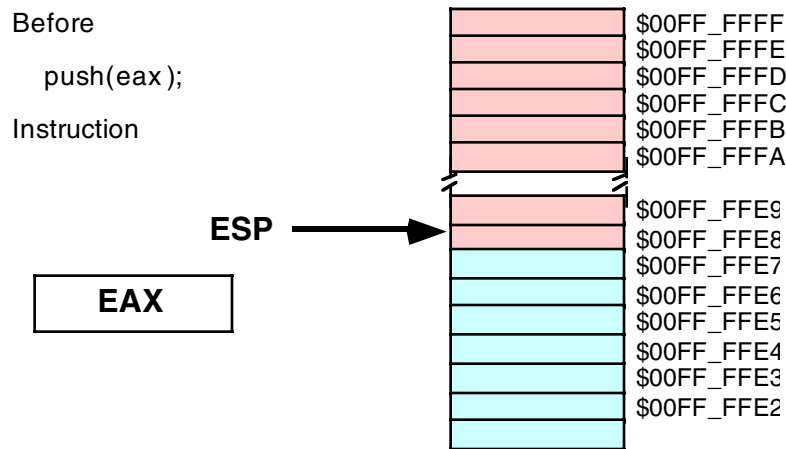 Before
push(eax);
Instruction
ESP
EAX
$00FF_FFFF
$00FF_FFFE
$00FF_FFFD
$00FF_FFFC
$00FF_FFFB
$00FF_FFFA
$00FF_FFE9
$00FF_FFE8
$00FF_FFE7
$00FF_FFE6
$00FF_FFE5
$00FF_FFE4
$00FF_FFE3
$00FF_FFE2